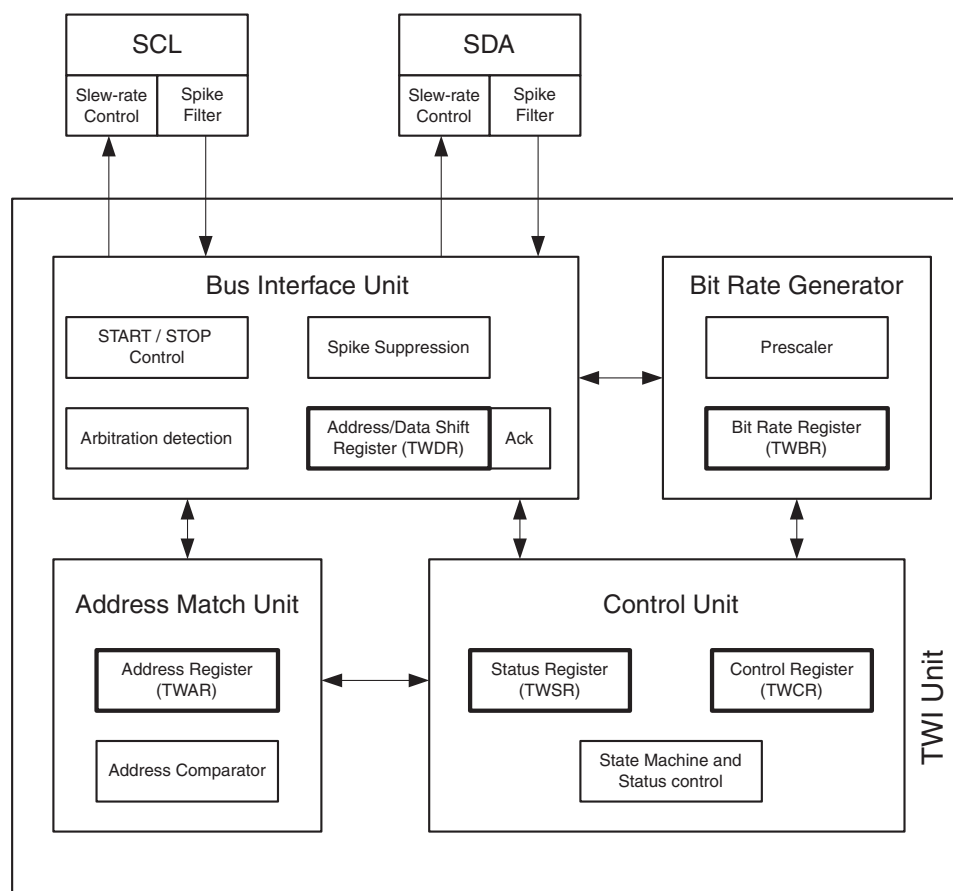 SCL
Slew-rate
Control
Spike
Filter
SDA
Slew-rate
Control
Spike
Filter
Bus Interface Unit
START / STOP
Control
Spike Suppression
Arbitration detection
Address/Data Shift
Register (TWDR)
Ack
Bit Rate Generator
Prescaler
Bit Rate Register
(TWBR)
Address Match Unit
Address Register
(TWAR)
Address Comparator
Control Unit
Status Register
(TWSR)
Control Register
(TWCR)
State Machine and
Status control
TWI Unit